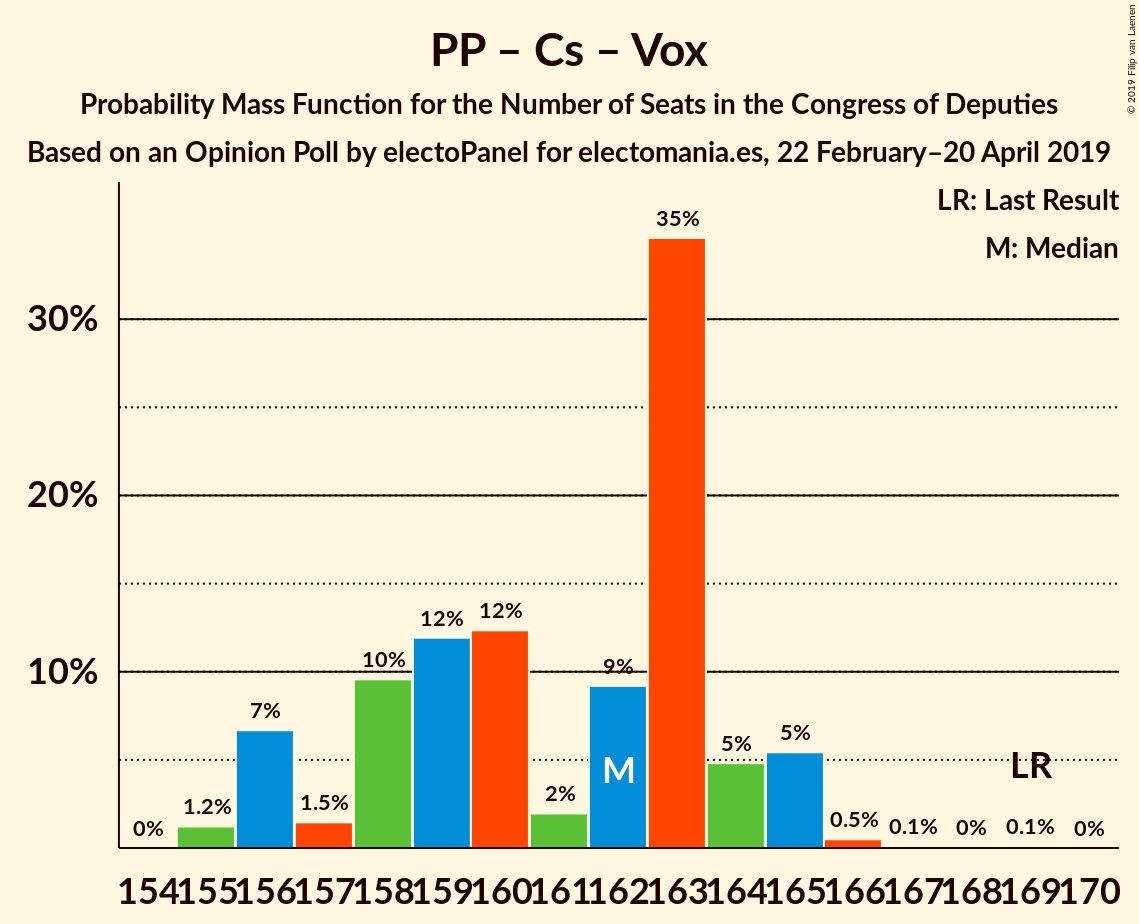 PP – Cs – Vox
Probability Mass Function for the Number of Seats in the Congress of Deputies
Based on an Opinion Poll by electoPanel for electomania.es, 22 February–20 April 2019
© 2019 Filip van Laenen
LR: Last Result
M: Median
35%
30%
20%
12%
12%
10%
10%
9%
7%
5%
5%
M
LR
1.2%
1.5%
2%
0%
0.5%
0.1%
0%
0.1%
0%
154 155 156 157 158 159 160 161 162 163 164 165 166 167 168 169 170